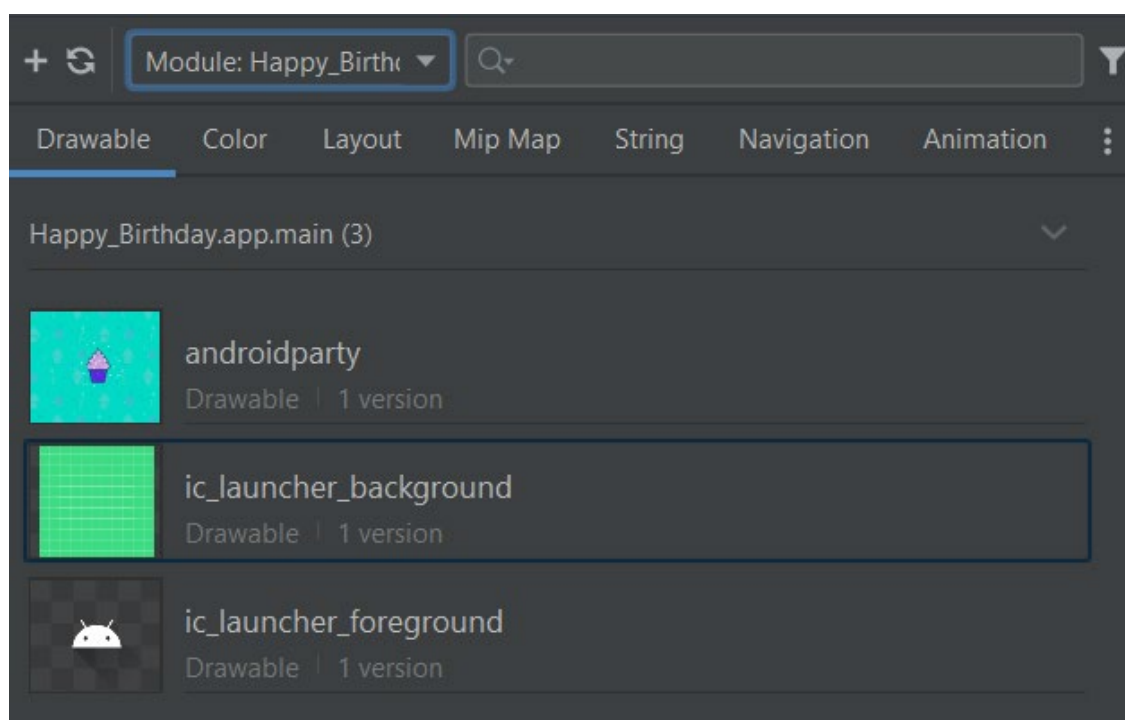 Module: Happy_Birthd
Drawable Color Layout Mip Map String Navigation Animation
Happy_Birthday.app.main (3)
androidparty
Drawable | 1 version
ic_launcher_background
Drawable | 1 version
ic_launcher_foreground
Drawable | 1 version